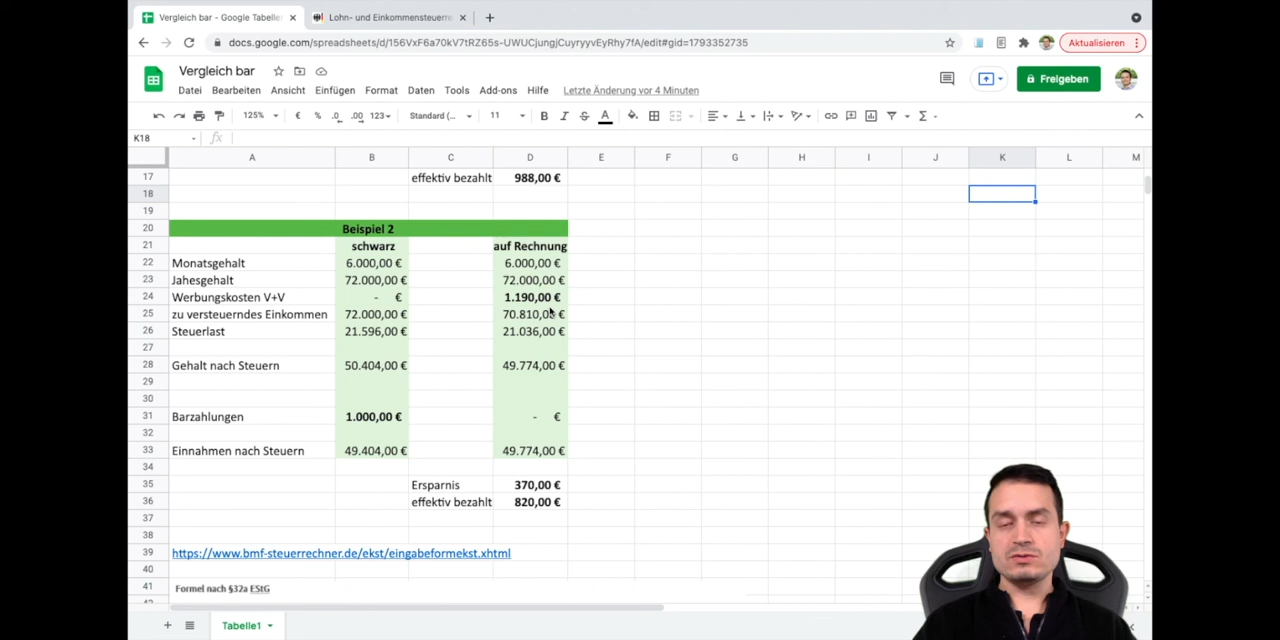 Vergleich bar - Google Tabellen
Lohn- und Einkommensteuerre
docs.google.com/spreadsheets/d/156VxF6a70kV7tRZ65s-UWUCjungjCuyryyvEyRhy7fA/edit#gid=1793352735
Aktualisieren
Vergleich bar
Datei Bearbeiten Ansicht Einfügen Format Daten Tools Add-ons Hilfe Letzte Änderung vor 4 Minuten
Freigeben
125% € % .0 .00 123 Standard (... 11 B I S A
K18 fx
A B C D E F G H I J K L M
17 effektiv bezahlt 988,00 €
18
19
20 Beispiel 2
21 schwarz auf Rechnung
22 Monatsgehalt 6.000,00 € 6.000,00 €
23 Jahesgehalt 72.000,00 € 72.000,00 €
24 Werbungskosten V+V - € 1.190,00 €
25 zu versteuerndes Einkommen 72.000,00 € 70.810,00 €
26 Steuerlast 21.596,00 € 21.036,00 €
27
28 Gehalt nach Steuern 50.404,00 € 49.774,00 €
29
30
31 Barzahlungen 1.000,00 € - €
32
33 Einnahmen nach Steuern 49.404,00 € 49.774,00 €
34
35 Ersparnis 370,00 €
36 effektiv bezahlt 820,00 €
37
38
39 https://www.bmf-steuerrechner.de/ekst/eingabeformekst.xhtml
40
41 Formel nach §32a EStG
Tabelle1